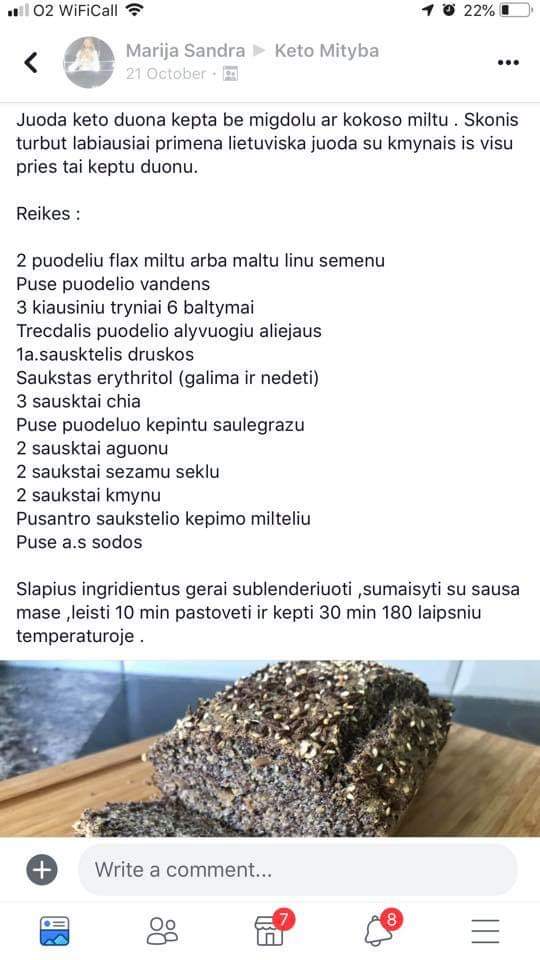 O2 WiFiCall 22%
Marija Sandra ▸ Keto Mityba
21 October ·
Juoda keto duona kepta be migdolu ar kokoso miltu . Skonis
turbut labiausiai primena lietuviska juoda su kmynais is visu
pries tai keptu duonu.
Reikes :
2 puodeliu flax miltu arba maltu linu semenu
Puse puodelio vandens
3 kiausiniu tryniai 6 baltymai
Trecdalis puodelio alyvuogiu aliejaus
1a.sausktelis druskos
Saukstas erythritol (galima ir nedeti)
3 sausktai chia
Puse puodeluo kepintu saulegrazu
2 sausktai aguonu
2 saukstai sezamu seklu
2 saukstai kmynu
Pusantro saukstelio kepimo milteliu
Puse a.s sodos
Slapius ingridientus gerai sublenderiuoti ,sumaisyti su sausa
mase ,leisti 10 min pastoveti ir kepti 30 min 180 laipsniu
temperaturoje .
Write a comment...
7 8